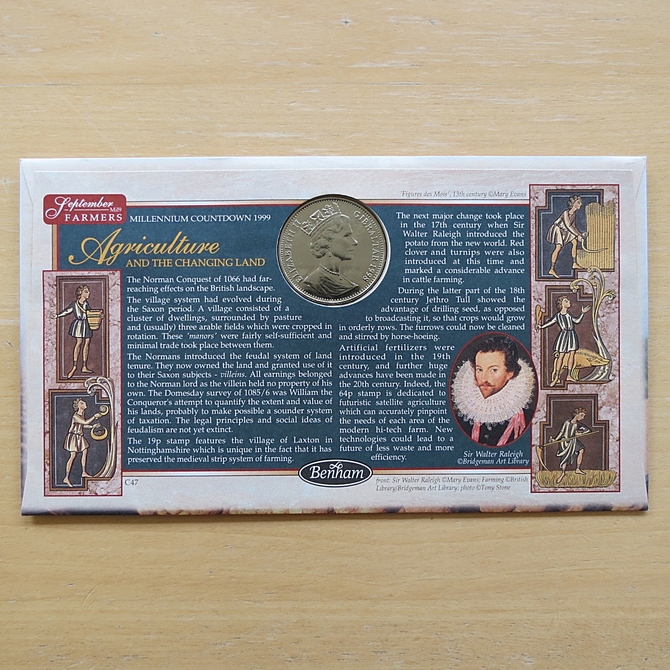 September
Mi09
FARMERS
MILLENNIUM COUNTDOWN 1999
Agriculture
AND THE CHANGING LAND
The Norman Conquest of 1066 had far-
reaching effects on the British landscape.
The village system had evolved during
the Saxon period. A village consisted of a
cluster of dwellings, surrounded by pasture
and (usually) three arable fields which were cropped in
rotation. These 'manors' were fairly self-sufficient and
minimal trade took place between them.
The Normans introduced the feudal system of land
tenure. They now owned the land and granted use of it
to their Saxon subjects - villeins. All earnings belonged
to the Norman lord as the villein held no property of his
own. The Domesday survey of 1085/6 was William the
Conqueror's attempt to quantify the extent and value of
his lands, probably to make possible a sounder system
of taxation. The legal principles and social ideas of
feudalism are not yet extinct.
The 19p stamp features the village of Laxton in
Nottinghamshire which is unique in the fact that it has
preserved the medieval strip system of farming.
C47
ELIZABETH II GIBRALTAR 1999
Benham
'Figures des Mois', 13th century ©Mary Evans
The next major change took place
in the 17th century when Sir
Walter Raleigh introduced the
potato from the new world. Red
clover and turnips were also
introduced at this time and
marked a considerable advance
in cattle farming.
During the latter part of the 18th
century Jethro Tull showed the
advantage of drilling seed, as opposed
to broadcasting it, so that crops would grow
in orderly rows. The furrows could now be cleaned
and stirred by horse-hoeing.
Artificial fertilizers were
introduced in the 19th
century, and further huge
advances have been made in
the 20th century. Indeed, the
64p stamp is dedicated to
futuristic satellite agriculture
which can accurately pinpoint
the needs of each area of the
modern hi-tech farm. New
technologies could lead to a
future of less waste and more
efficiency.
Sir Walter Raleigh
©Bridgeman Art Library
front: Sir Walter Raleigh ©Mary Evans; Farming ©British
Library/Bridgeman Art Library; photo ©Tony Stone